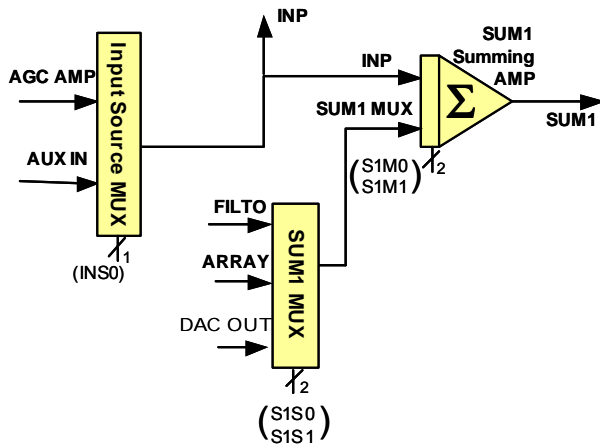 INP
SUM1
Summing
AMP
AGC AMP
AUX IN
Input Source MUX
1
(INS0)
INP
SUM1 MUX
Σ
SUM1
(S1M0
S1M1)
2
FILTO
ARRAY
DAC OUT
SUM1 MUX
2
(S1S0
S1S1)